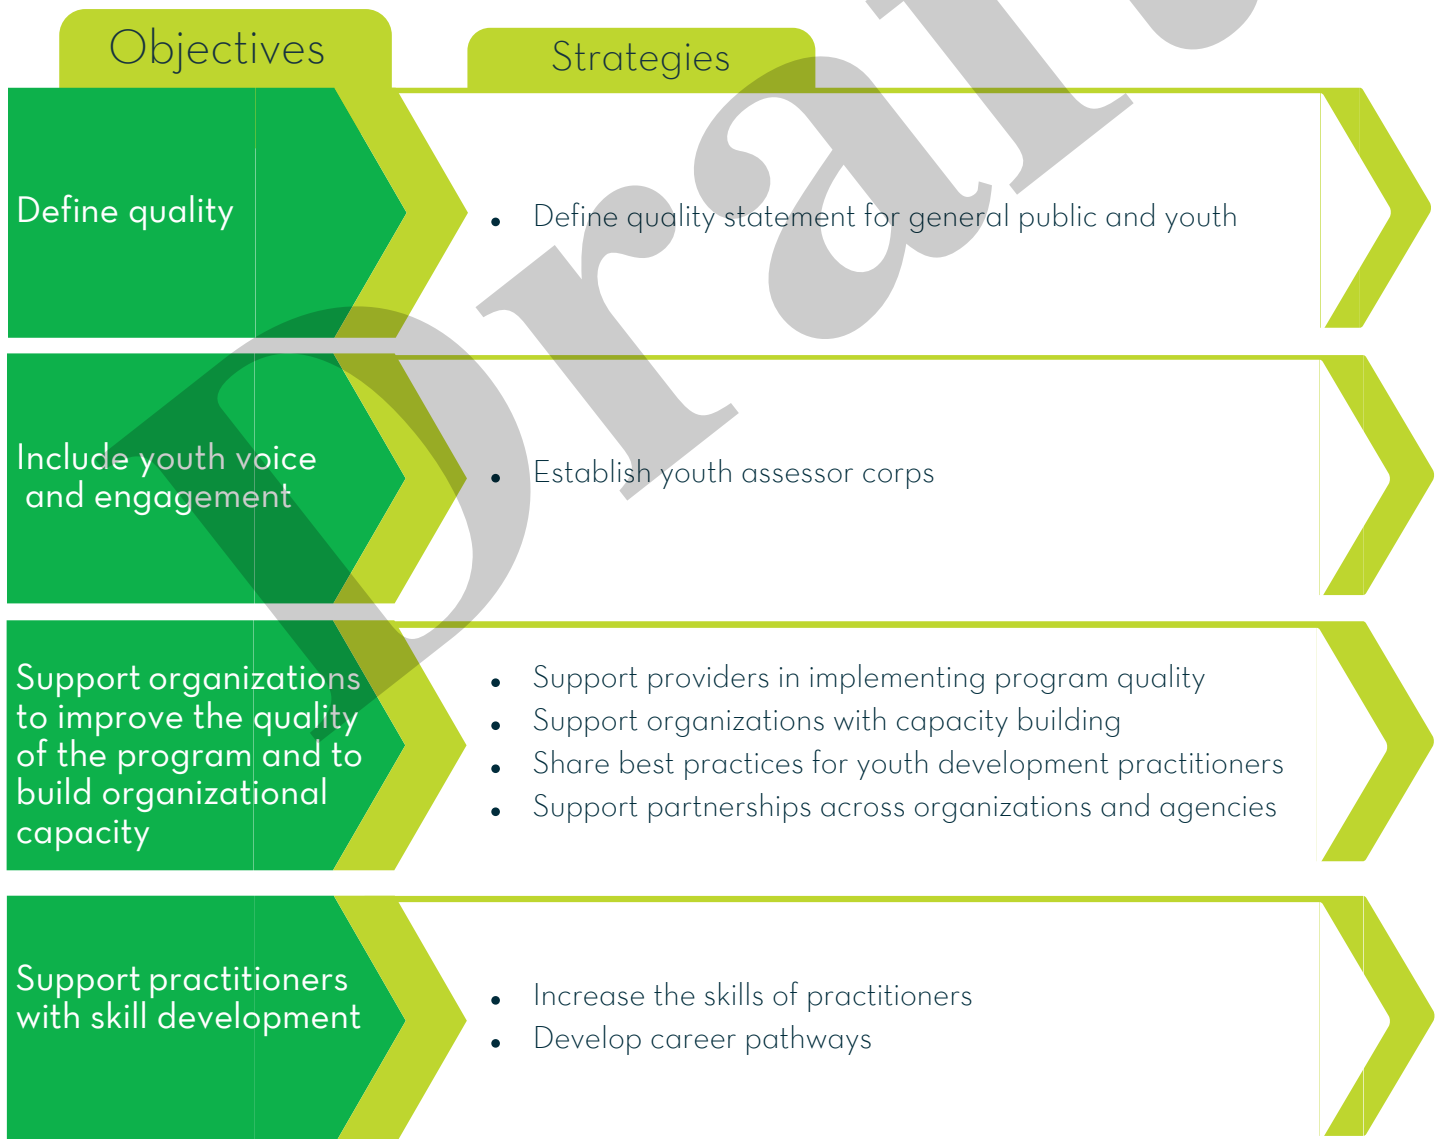 Objectives
Strategies
Define quality
• Define quality statement for general public and youth
Include youth voice
and engagement
• Establish youth assessor corps
Support organizations
to improve the quality
of the program and to
build organizational
capacity
• Support providers in implementing program quality
• Support organizations with capacity building
• Share best practices for youth development practitioners
• Support partnerships across organizations and agencies
Support practitioners
with skill development
• Increase the skills of practitioners
• Develop career pathways
Draft